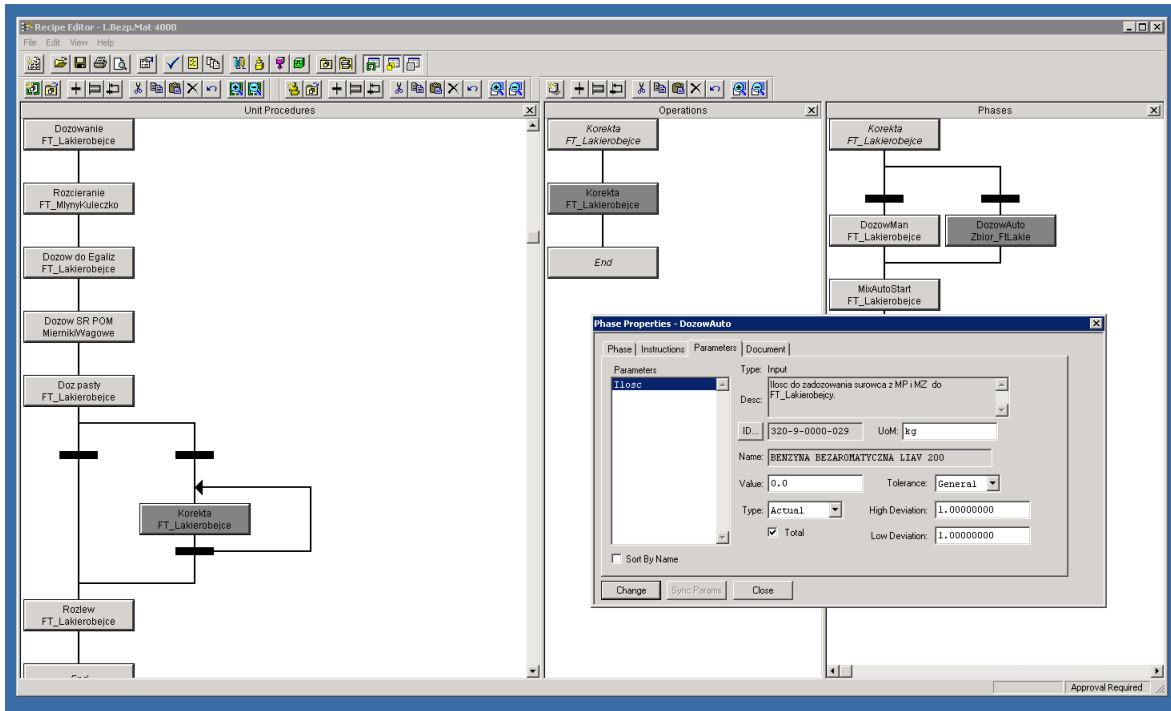 Recipe Editor - L.Bezp.Mat 4000
File Edit View Help
Unit Procedures
Dozowanie
FT_Lakierobejce
Rozcieranie
FT_MlynyKuleczko
Dozow do Egaliz
FT_Lakierobejce
Dozow SR POM
MiernikiWagowe
Doz pasty
FT_Lakierobejce
Korekta
FT_Lakierobejce
Rozlew
FT_Lakierobejce
End
Operations
Korekta
FT_Lakierobejce
Korekta
FT_Lakierobejce
End
Phases
Korekta
FT_Lakierobejce
DozowMan
FT_Lakierobejce
DozowAuto
Zbior_FtLakie
MixAutoStart
FT_Lakierobejce
Phase Properties - DozowAuto
Phase Instructions Parameters Document
Parameters
Ilosc
Sort By Name
Type: Input
Desc: Ilosc do zadozowania surowca z MP i MZ do
FT_Lakierobejcy.
ID... 320-9-0000-029 UoM: kg
Name: BENZYNA BEZAROMATYCZNA LIAV 200
Value: 0.0 Tolerance: General
Type: Actual High Deviation: 1.00000000
Total Low Deviation: 1.00000000
Change Sync Params Close
Approval Required